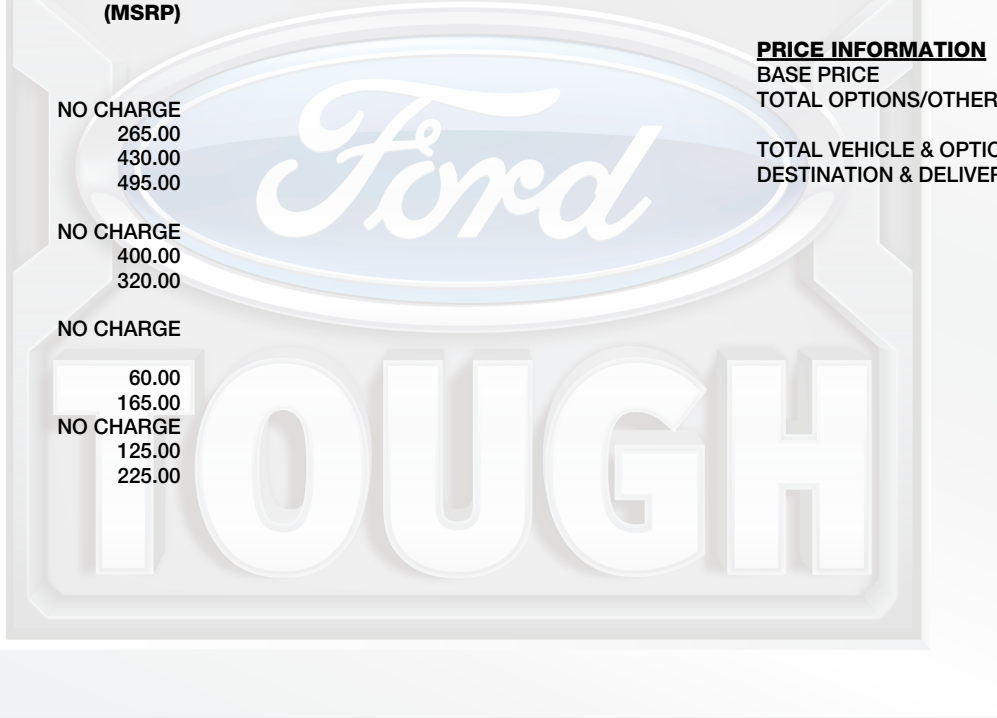 (MSRP)
NO CHARGE
265.00
430.00
495.00
NO CHARGE
400.00
320.00
NO CHARGE
60.00
165.00
NO CHARGE
125.00
225.00
PRICE INFORMATION
BASE PRICE
TOTAL OPTIONS/OTHER
TOTAL VEHICLE & OPTIO
DESTINATION & DELIVER
Ford
TOUGH